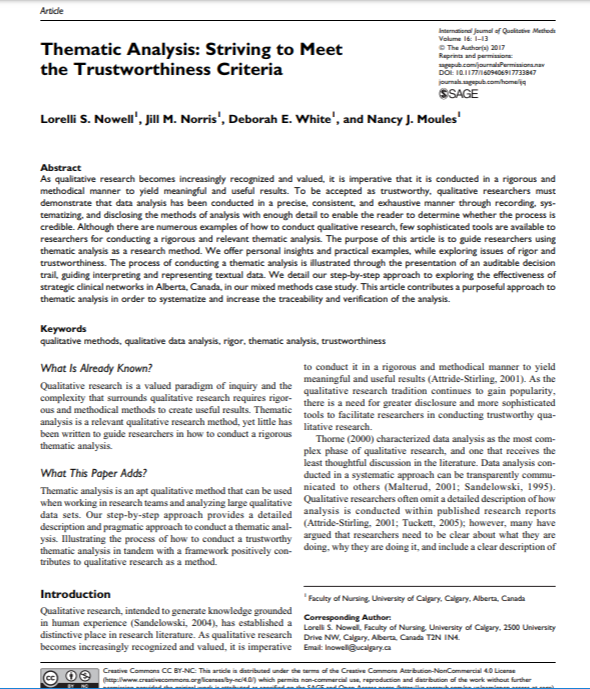 Article
Thematic Analysis: Striving to Meet
the Trustworthiness Criteria
International Journal of Qualitative Methods
Volume 16: 1–13
© The Author(s) 2017
Reprints and permissions:
sagepub.com/journalsPermissions.nav
DOI: 10.1177/1609406917733847
journals.sagepub.com/home/ijq
SAGE
Lorelli S. Nowell1, Jill M. Norris1, Deborah E. White1, and Nancy J. Moules1
Abstract
As qualitative research becomes increasingly recognized and valued, it is imperative that it is conducted in a rigorous and
methodical manner to yield meaningful and useful results. To be accepted as trustworthy, qualitative researchers must
demonstrate that data analysis has been conducted in a precise, consistent, and exhaustive manner through recording, sys-
tematizing, and disclosing the methods of analysis with enough detail to enable the reader to determine whether the process is
credible. Although there are numerous examples of how to conduct qualitative research, few sophisticated tools are available to
researchers for conducting a rigorous and relevant thematic analysis. The purpose of this article is to guide researchers using
thematic analysis as a research method. We offer personal insights and practical examples, while exploring issues of rigor and
trustworthiness. The process of conducting a thematic analysis is illustrated through the presentation of an auditable decision
trail, guiding interpreting and representing textual data. We detail our step-by-step approach to exploring the effectiveness of
strategic clinical networks in Alberta, Canada, in our mixed methods case study. This article contributes a purposeful approach to
thematic analysis in order to systematize and increase the traceability and verification of the analysis.
Keywords
qualitative methods, qualitative data analysis, rigor, thematic analysis, trustworthiness
What Is Already Known?
Qualitative research is a valued paradigm of inquiry and the
complexity that surrounds qualitative research requires rigor-
ous and methodical methods to create useful results. Thematic
analysis is a relevant qualitative research method, yet little has
been written to guide researchers in how to conduct a rigorous
thematic analysis.
What This Paper Adds?
Thematic analysis is an apt qualitative method that can be used
when working in research teams and analyzing large qualitative
data sets. Our step-by-step approach provides a detailed
description and pragmatic approach to conduct a thematic anal-
ysis. Illustrating the process of how to conduct a trustworthy
thematic analysis in tandem with a framework positively con-
tributes to qualitative research as a method.
Introduction
Qualitative research, intended to generate knowledge grounded
in human experience (Sandelowski, 2004), has established a
distinctive place in research literature. As qualitative research
becomes increasingly recognized and valued, it is imperative
to conduct it in a rigorous and methodical manner to yield
meaningful and useful results (Attride-Stirling, 2001). As the
qualitative research tradition continues to gain popularity,
there is a need for greater disclosure and more sophisticated
tools to facilitate researchers in conducting trustworthy qua-
litative research.
Thorne (2000) characterized data analysis as the most com-
plex phase of qualitative research, and one that receives the
least thoughtful discussion in the literature. Data analysis con-
ducted in a systematic approach can be transparently commu-
nicated to others (Malterud, 2001; Sandelowski, 1995).
Qualitative researchers often omit a detailed description of how
analysis is conducted within published research reports
(Attride-Stirling, 2001; Tuckett, 2005); however, many have
argued that researchers need to be clear about what they are
doing, why they are doing it, and include a clear description of
1 Faculty of Nursing, University of Calgary, Calgary, Alberta, Canada
Corresponding Author:
Lorelli S. Nowell, Faculty of Nursing, University of Calgary, 2500 University
Drive NW, Calgary, Alberta, Canada T2N 1N4.
Email: lnowell@ucalgary.ca
cc BY NC
Creative Commons CC BY-NC: This article is distributed under the terms of the Creative Commons Attribution-NonCommercial 4.0 License
(http://www.creativecommons.org/licenses/by-nc/4.0/) which permits non-commercial use, reproduction and distribution of the work without further